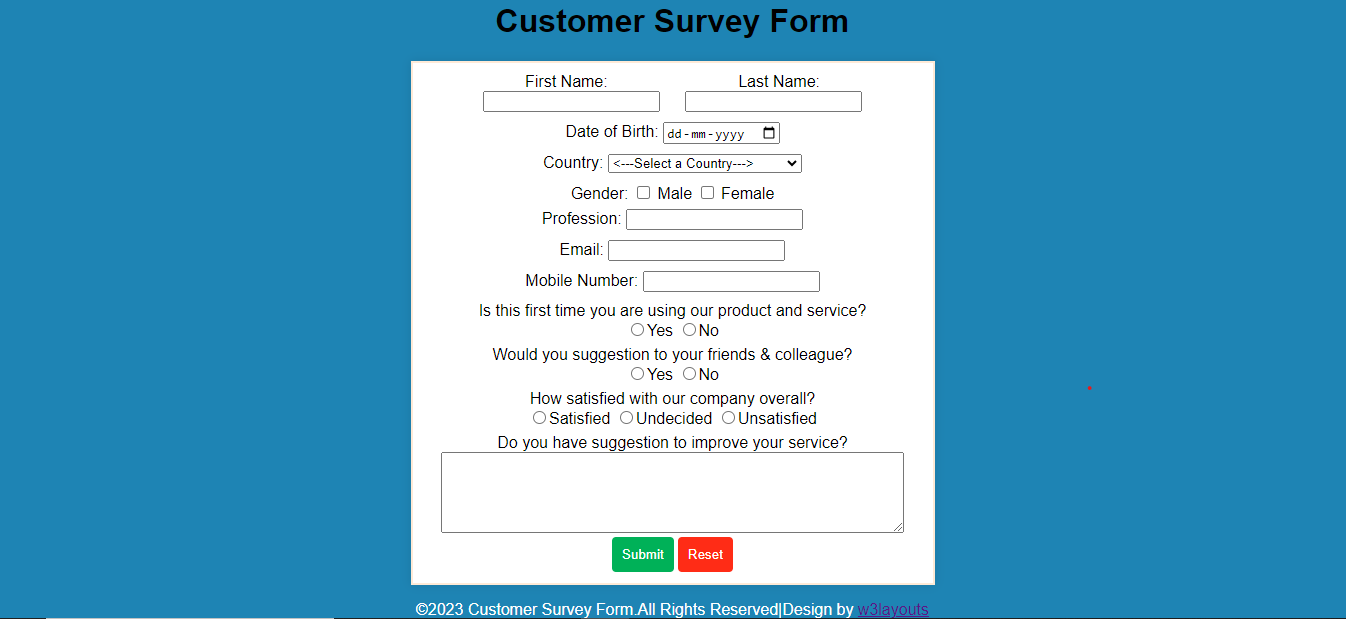 Customer Survey Form
First Name: Last Name:
Date of Birth: dd-mm-yyyy
Country: <---Select a Country--->
Gender: Male Female
Profession:
Email:
Mobile Number:
Is this first time you are using our product and service?
Yes No
Would you suggestion to your friends & colleague?
Yes No
How satisfied with our company overall?
Satisfied Undecided Unsatisfied
Do you have suggestion to improve your service?
Submit Reset
©2023 Customer Survey Form.All Rights Reserved|Design by w3layouts